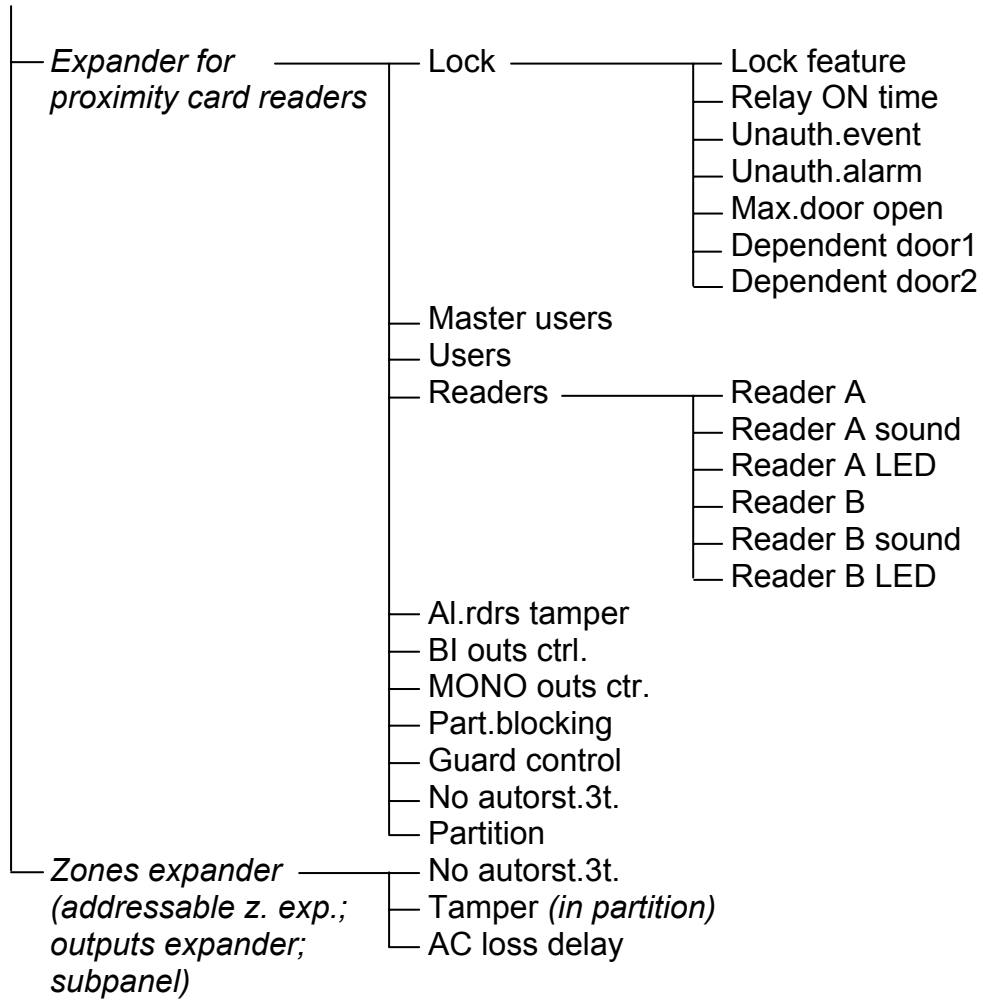 Expander for
proximity card readers
Lock
Lock feature
Relay ON time
Unauth.event
Unauth.alarm
Max.door open
Dependent door1
Dependent door2
Master users
Users
Readers
Reader A
Reader A sound
Reader A LED
Reader B
Reader B sound
Reader B LED
Al.rdrs tamper
BI outs ctrl.
MONO outs ctr.
Part.blocking
Guard control
No autorst.3t.
Partition
Zones expander
(addressable z. exp.;
outputs expander;
subpanel)
No autorst.3t.
Tamper (in partition)
AC loss delay